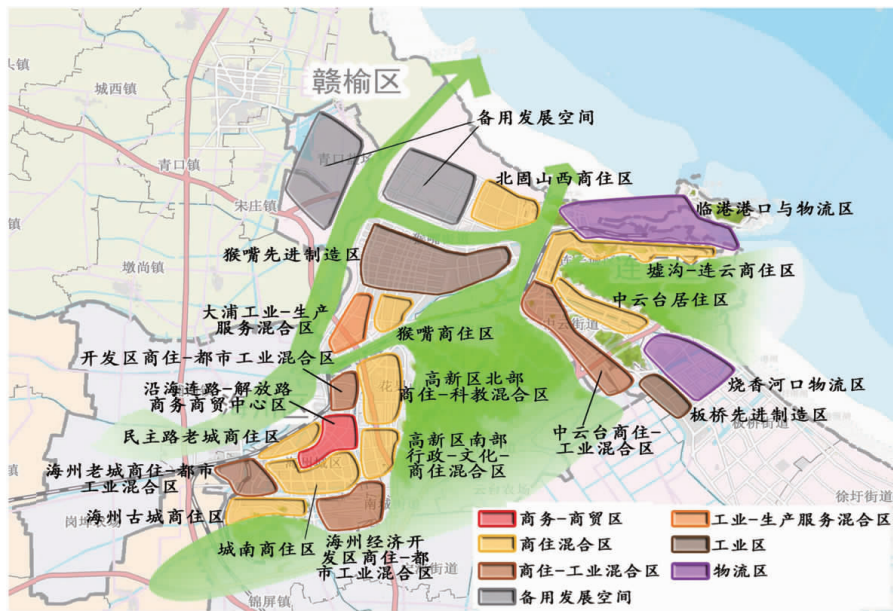 赣榆区
城西镇
备用发展空间
青口镇
北固山西商住区
宋庄镇
临港港口与物流区
猴嘴先进制造区
墟沟-连云商住区
墩尚镇
中云台居住区
大浦工业-生产
服务混合区
猴嘴商住区
开发区商住-都市工业混合区
高新区北部
商住-科教混合区
烧香河口物流区
沿海连路-解放路
商务商贸中心区
板桥先进制造区
板桥街道
中云台商住-
工业混合区
民主路老城商住区
高新区南部
行政-文化-
商住混合区
海州老城商住-都市
工业混合区
徐圩街道
海州古城商住区
城南商住区
海州经济开
发区商住-都
市工业混合区
锦屏镇
商务-商贸区
工业-生产服务混合区
商住混合区
工业区
商住-工业混合区
物流区
备用发展空间